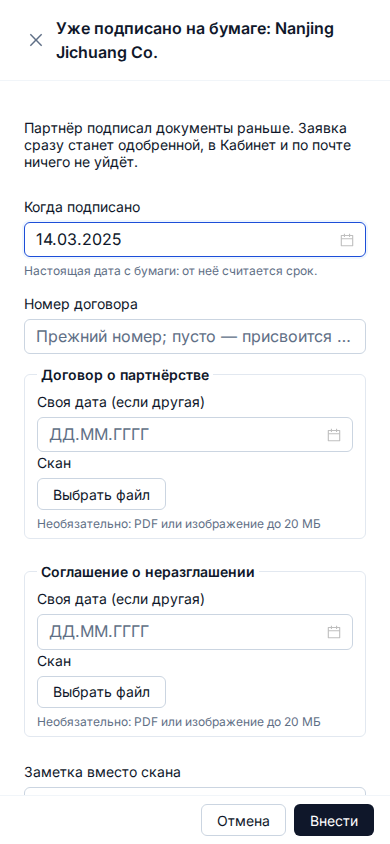 Уже подписано на бумаге: Nanjing
Jichuang Co.
Партнёр подписал документы раньше. Заявка
сразу станет одобренной, в Кабинет и по почте
ничего не уйдёт.
Когда подписано
14.03.2025
Настоящая дата с бумаги: от неё считается срок.
Номер договора
Прежний номер; пусто — присвоится ...
Договор о партнёрстве
Своя дата (если другая)
ДД.ММ.ГГГГ
Скан
Выбрать файл
Необязательно: PDF или изображение до 20 МБ
Соглашение о неразглашении
Своя дата (если другая)
ДД.ММ.ГГГГ
Скан
Выбрать файл
Необязательно: PDF или изображение до 20 МБ
Заметка вместо скана
Отмена
Внести